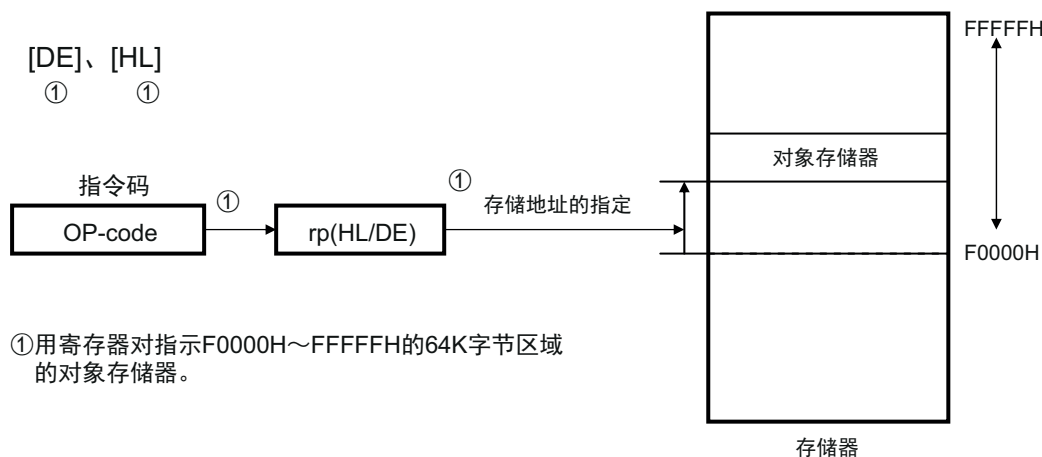 FFFFFH
[DE]、[HL]
① ①
对象存储器
指令码
①
①
存储地址的指定
OP-code
rp(HL/DE)
F0000H
①用寄存器对指示F0000H～FFFFFH的64K字节区域
的对象存储器。
存储器